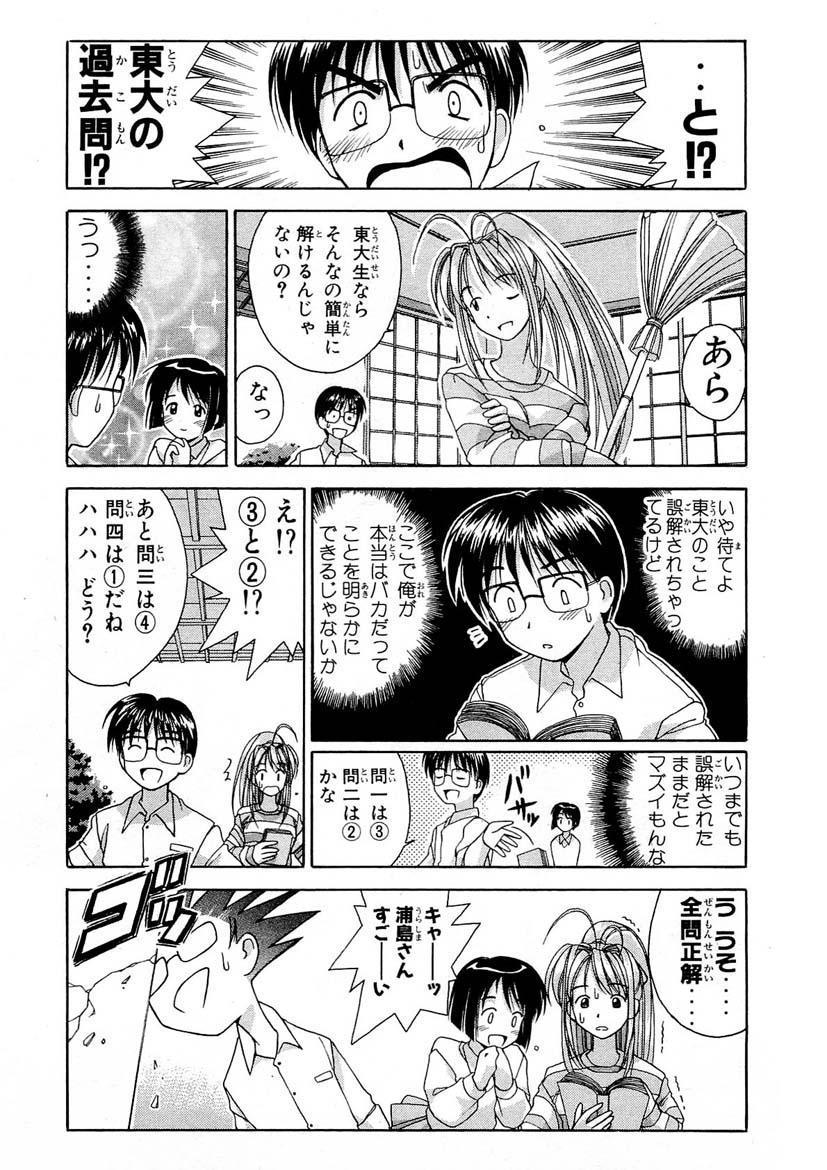 ‥と!?
東大の
過去問!?
あら
東大生なら
そんなの簡単に
解けるんじゃ
ないの？
なっ
うっ‥‥
いや待てよ
東大のこと
誤解されちゃっ
てるけど
ここで俺が
本当はバカだって
ことを明らかに
できるじゃないか
いつまでも
誤解された
ままだと
マズイもんな
バサッ
問一は③
問二は②
かな
え!?
③と②!?
あと問三は④
問四は①だね
ハハハ どう？
う うそ‥‥
全問正解‥‥
キャーーッ
浦島さん
すごーーい
ゴッ